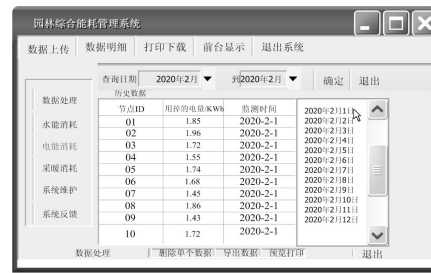 园林综合能耗管理系统
数据上传 数据明细 打印下载 前台显示 退出系统
查询日期 2020年2月 到2020年2月 确定 退出
历史数据
数据处理
水能消耗
电能消耗
采暖消耗
系统维护
系统反馈
节点ID 用掉的电量/KWh 监测时间
01 1.85 2020-2-1
02 1.96 2020-2-1
03 1.72 2020-2-1
04 1.55 2020-2-1
05 1.74 2020-2-1
06 1.68 2020-2-1
07 1.45 2020-2-1
08 1.86 2020-2-1
09 1.43 2020-2-1
10 1.72 2020-2-1
2020年2月1日
2020年2月2日
2020年2月3日
2020年2月4日
2020年2月5日
2020年2月6日
2020年2月7日
2020年2月8日
2020年2月9日
2020年2月10日
2020年2月11日
2020年2月12日
数据处理 删除单个数据 导出数据 预览打印 退出